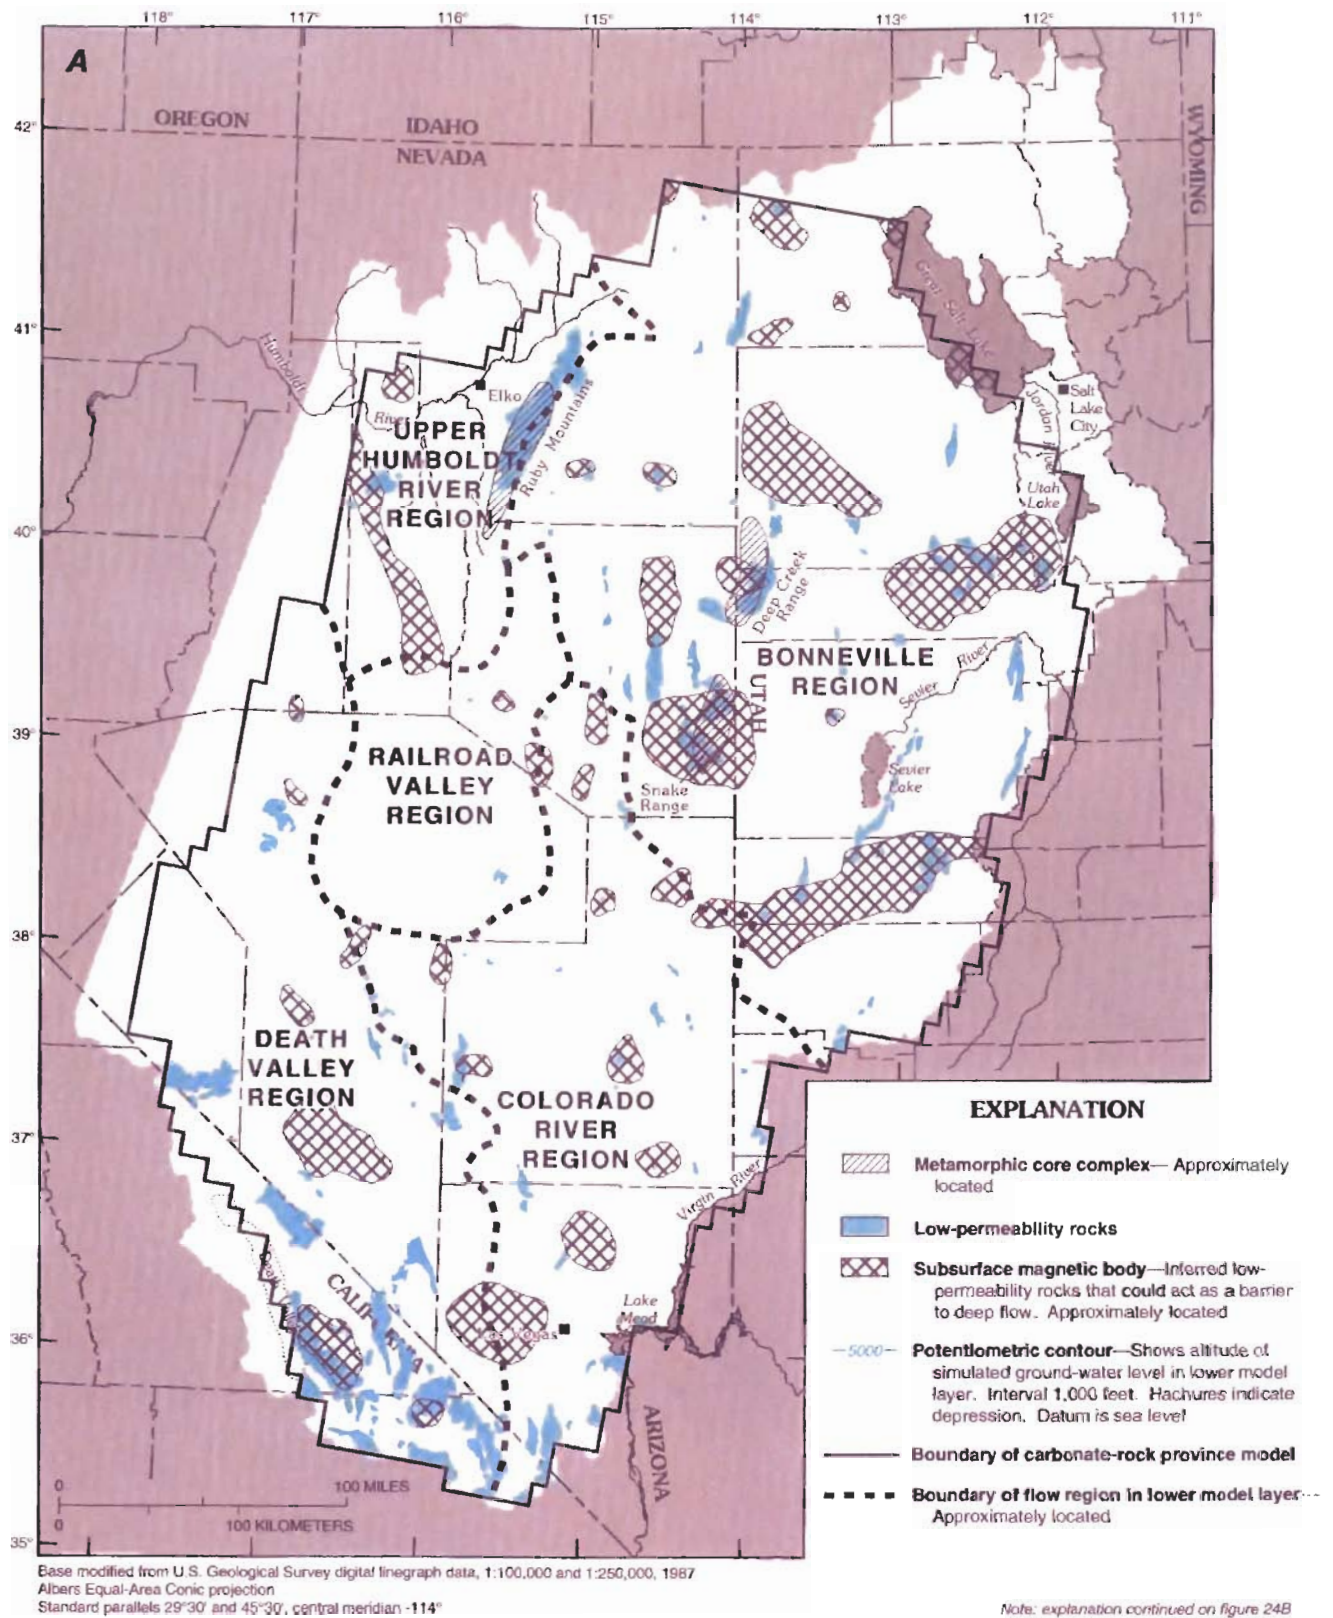 118° 117° 116° 115° 114° 113° 112° 111°
A
OREGON
IDAHO
NEVADA
WYOMING
42°
41°
40°
39°
38°
37°
36°
35°
Great Salt Lake
Humboldt
River
Elko
Ruby Mountains
Salt
Lake
City
Jordan River
Utah
Lake
UPPER
HUMBOLDT
RIVER
REGION
Deep Creek
Range
BONNEVILLE
REGION
UTAH
Sevier River
Sevier
Lake
Snake
Range
RAILROAD
VALLEY
REGION
DEATH
VALLEY
REGION
COLORADO
RIVER
REGION
Virgin River
CALIFORNIA
Las Vegas
Lake
Mead
ARIZONA
0 100 MILES
0 100 KILOMETERS
EXPLANATION
Metamorphic core complex— Approximately
located
Low-permeability rocks
Subsurface magnetic body—Inferred low-
permeability rocks that could act as a barrier
to deep flow. Approximately located
—5000— Potentiometric contour—Shows altitude of
simulated ground-water level in lower model
layer. Interval 1,000 feet. Hachures indicate
depression. Datum is sea level
Boundary of carbonate-rock province model
Boundary of flow region in lower model layer—
Approximately located
Base modified from U.S. Geological Survey digital linegraph data, 1:100,000 and 1:250,000, 1987
Albers Equal-Area Conic projection
Standard parallels 29°30' and 45°30', central meridian -114°
Note: explanation continued on figure 24B